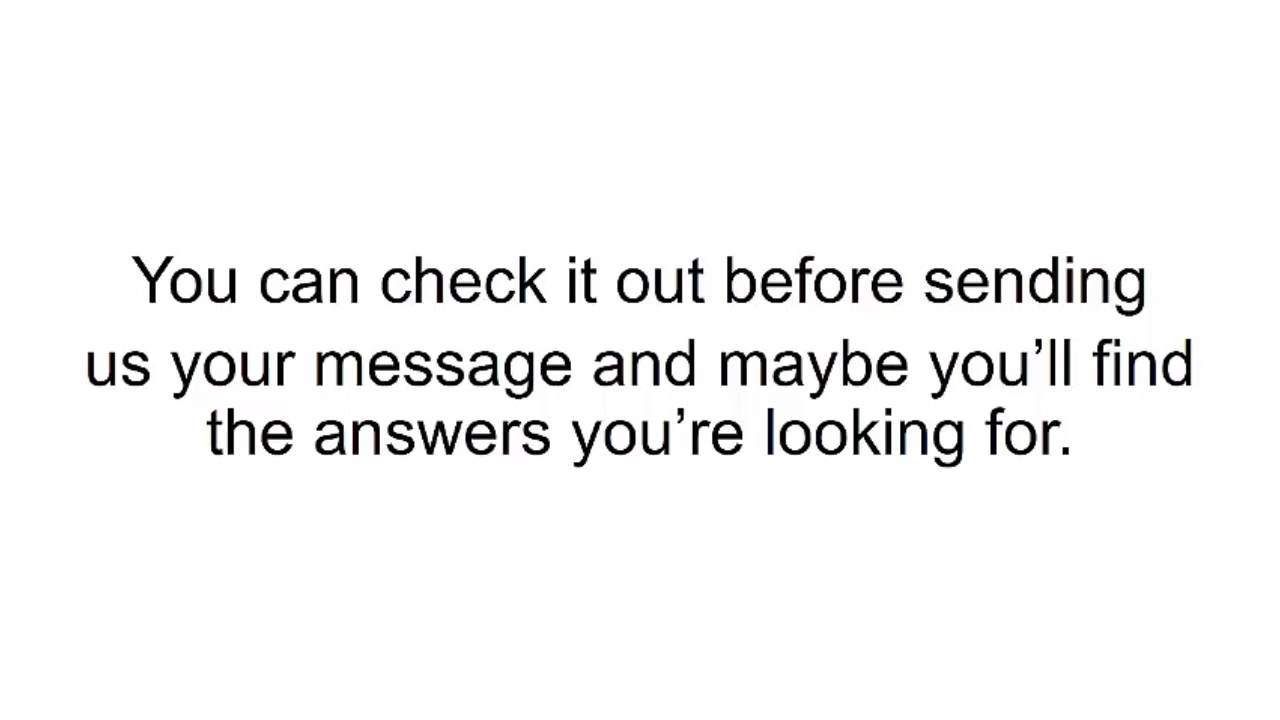 You can check it out before sending
us your message and maybe you’ll find
the answers you’re looking for.